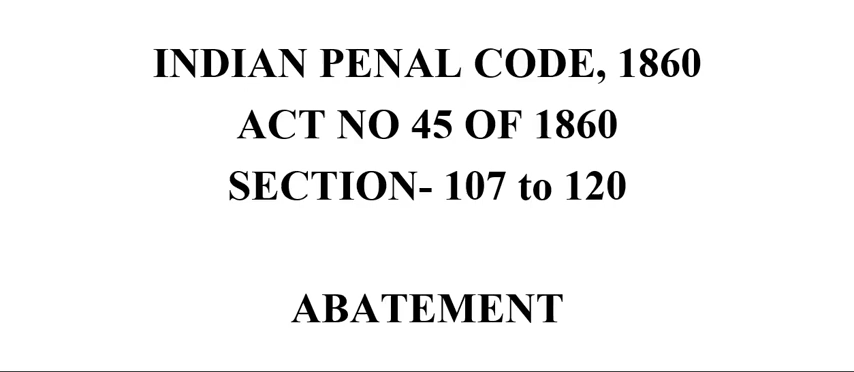 INDIAN PENAL CODE, 1860
ACT NO 45 OF 1860
SECTION- 107 to 120
ABATEMENT